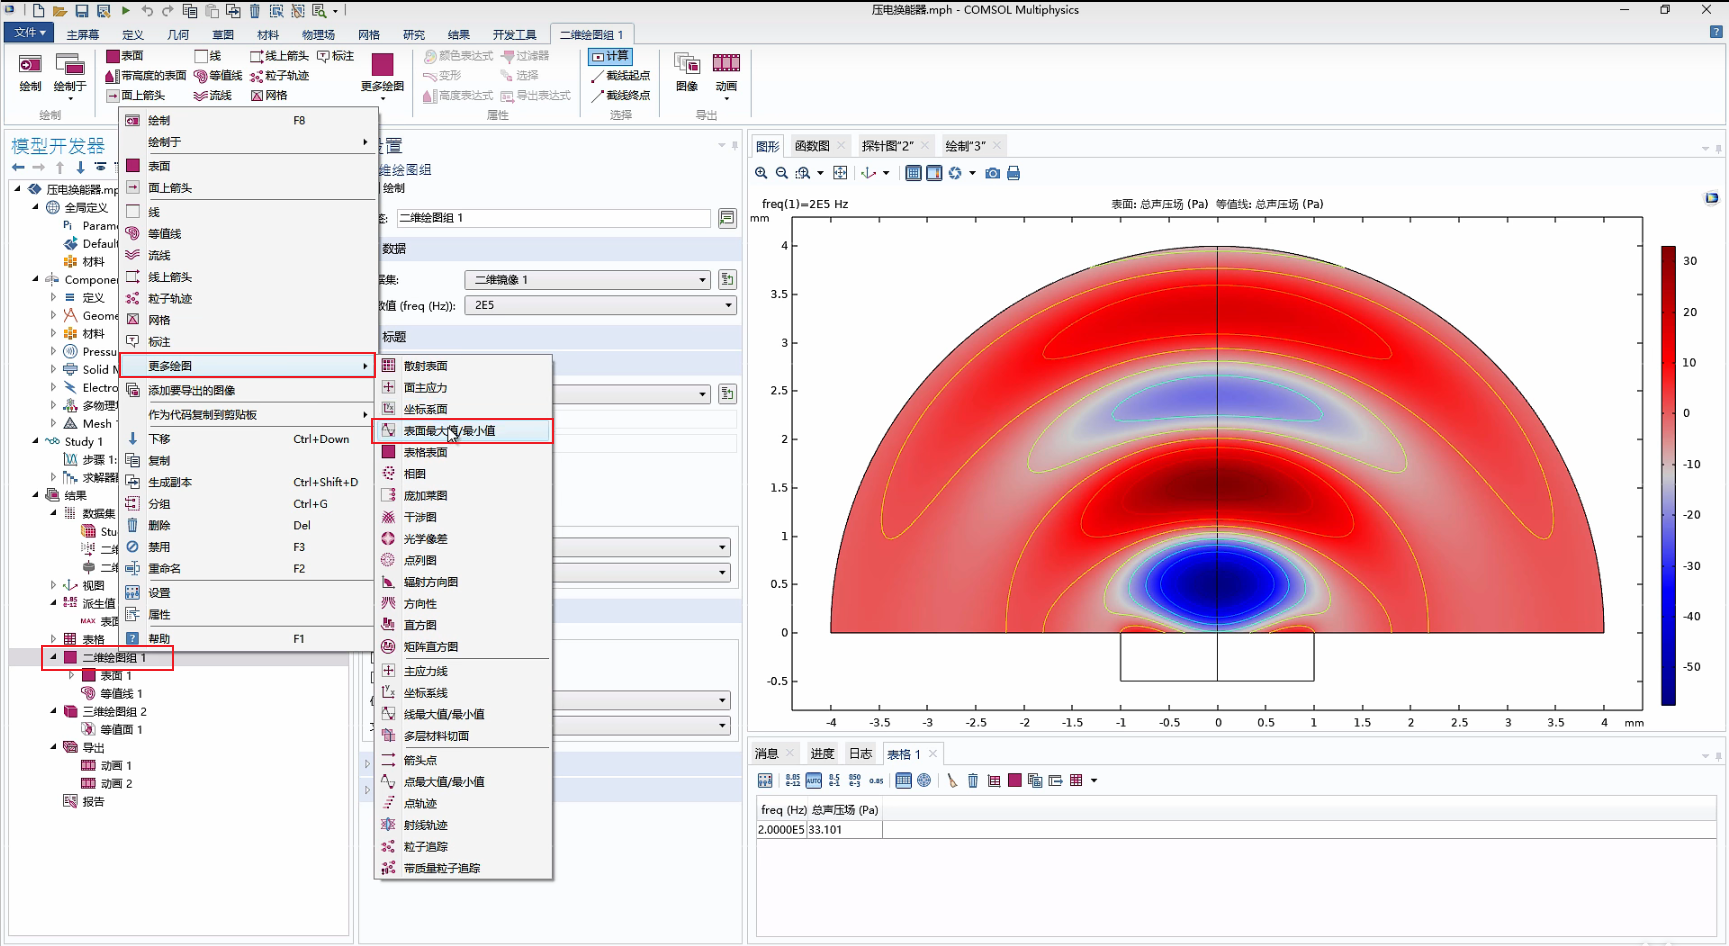 压电换能器.mph - COMSOL Multiphysics
文件 主屏幕 定义 几何 草图 材料 物理场 网格 研究 结果 开发工具 二维绘图组 1
表面 线 线上箭头 标注
带高度的表面 等值线 粒子轨迹
面上箭头 流线 网格
绘制 绘制于 更多绘图
颜色表达式 过滤器
变形 选择
高度表达式 导出表达式
计算
截线起点
截线终点
图像 动画
绘制 属性 选择 导出
模型开发器
压电换能器.mp
全局定义
Pi Parame
Default
材料
Componer
定义
Geome
材料
Pressu
Solid M
Electro
多物理
Mesh
Study 1
步骤 1:
求解器
结果
数据集
Stu
二维
二维
视图
8.85 e-12 派生值
MAX 表面
表格
二维绘图组 1
表面 1
等值线 1
三维绘图组 2
等值面 1
导出
动画 1
动画 2
报告
绘制 F8
绘制于
表面
面上箭头
线
等值线
流线
线上箭头
粒子轨迹
网格
标注
更多绘图
添加要导出的图像
作为代码复制到剪贴板
下移 Ctrl+Down
复制
生成副本 Ctrl+Shift+D
分组 Ctrl+G
删除 Del
禁用 F3
重命名 F2
设置
属性
帮助 F1
散射表面
面主应力
坐标系面
表面最大值/最小值
表格表面
相图
庞加莱图
干涉图
光学像差
点列图
辐射方向图
方向性
直方图
矩阵直方图
主应力线
坐标系线
线最大值/最小值
多层材料切面
箭头点
点最大值/最小值
点轨迹
射线轨迹
粒子追踪
带质量粒子追踪
置
维绘图组
绘制
二维绘图组 1
数据
集: 二维镜像 1
数值 (freq (Hz)): 2E5
标题
图形 函数图 探针图"2" 绘制"3"
freq(1)=2E5 Hz 表面: 总声压场 (Pa) 等值线: 总声压场 (Pa)
mm
4
3.5
3
2.5
2
1.5
1
0.5
0
-0.5
-4 -3.5 -3 -2.5 -2 -1.5 -1 -0.5 0 0.5 1 1.5 2 2.5 3 3.5 4 mm
30
20
10
0
-10
-20
-30
-40
-50
消息 进度 日志 表格 1
8.85 e-12 AUTO 8.5 e-1 850 e-3 0.85
freq (Hz) 总声压场 (Pa)
2.0000E5 33.101